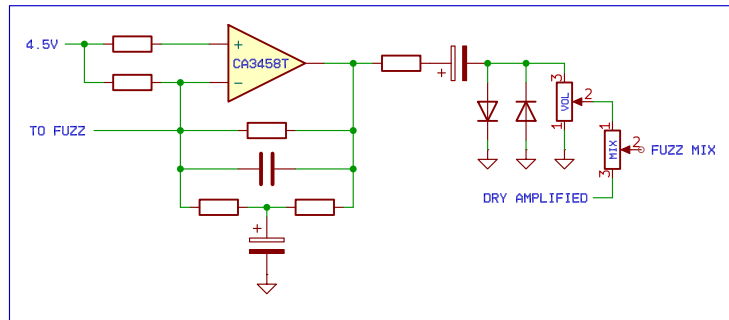 4.5V
+
CA3458T
-
+
3
VOL
2
1
TO FUZZ
1
MIX
2
FUZZ MIX
3
DRY AMPLIFIED
+